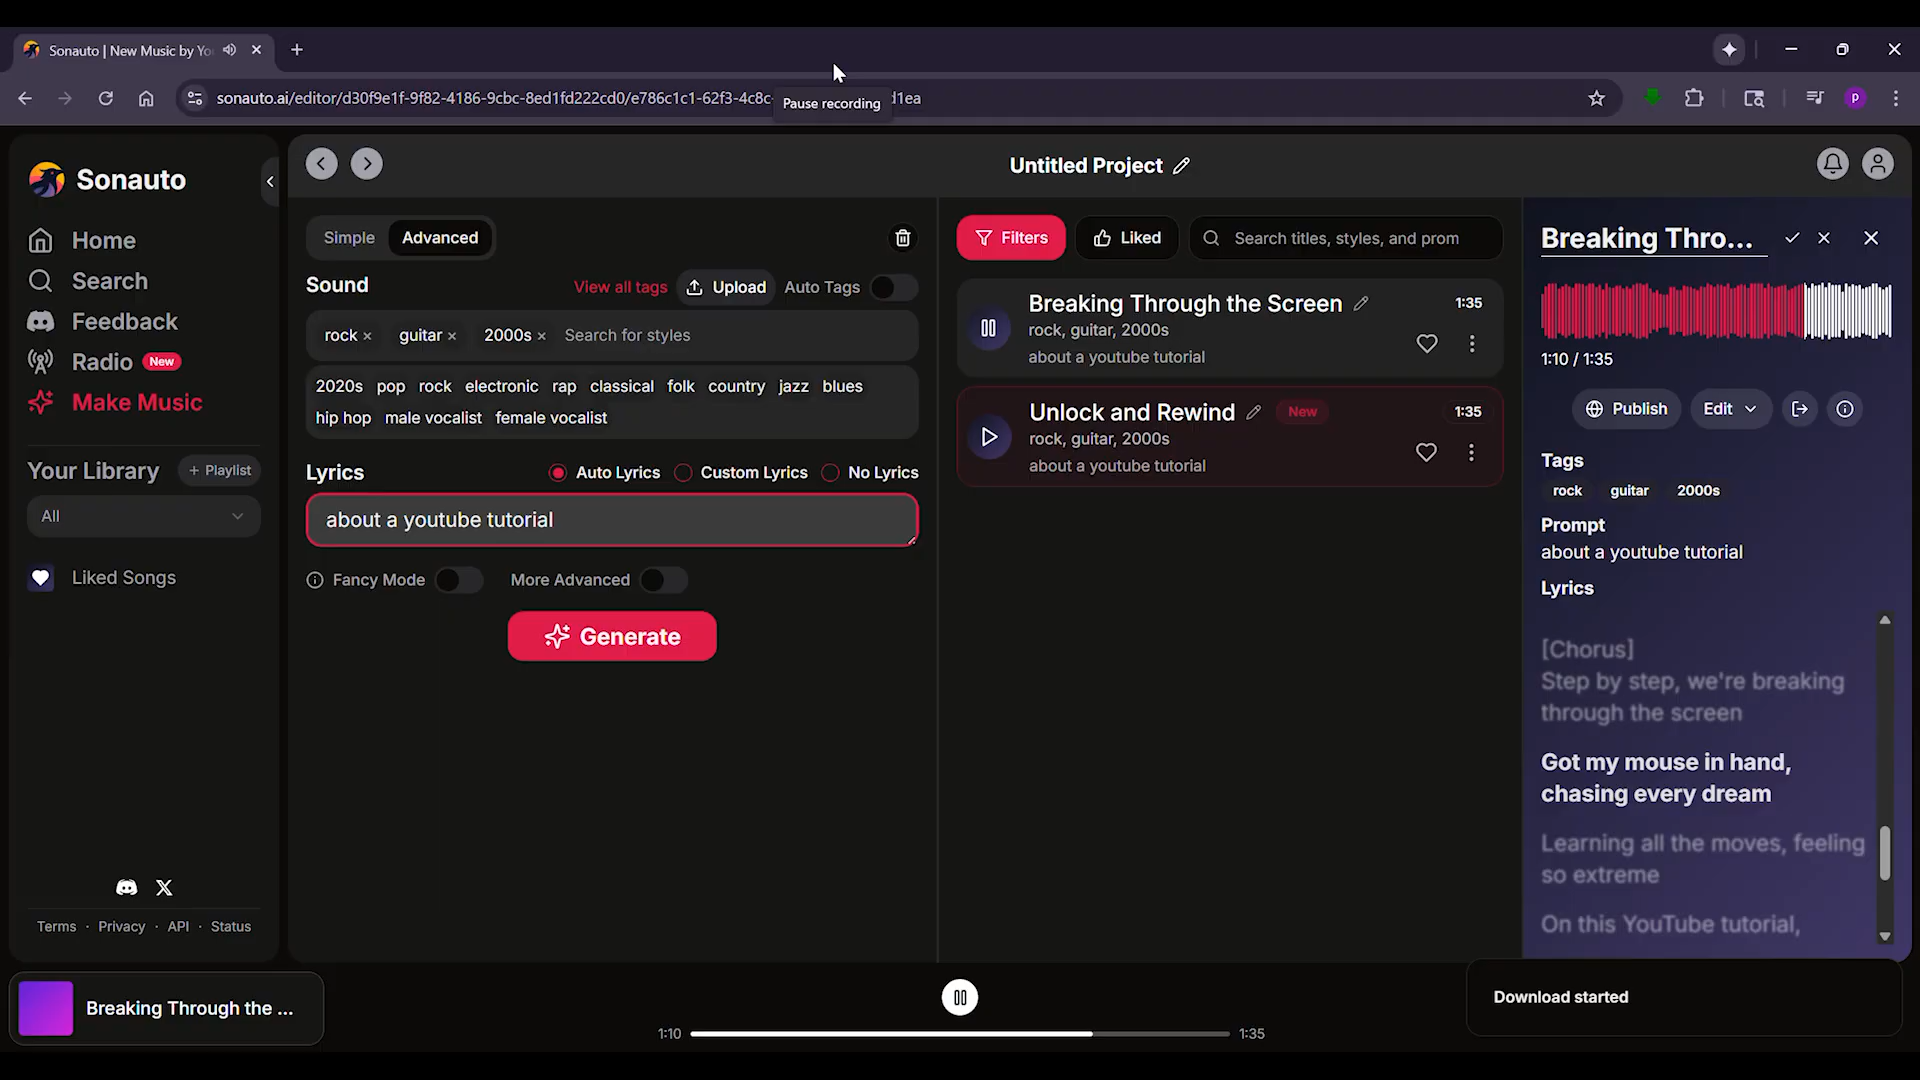 Sonauto | New Music by Yo
sonauto.ai/editor/d30f9e1f-9f82-4186-9cbc-8ed1fd222cd0/e786c1c1-62f3-4c8c- d1ea
Pause recording
p
Sonauto
Home
Search
Feedback
Radio New
Make Music
Your Library + Playlist
All
Liked Songs
Terms · Privacy · API · Status
Untitled Project
Simple Advanced
Sound View all tags Upload Auto Tags
rock × guitar × 2000s × Search for styles
2020s pop rock electronic rap classical folk country jazz blues
hip hop male vocalist female vocalist
Lyrics Auto Lyrics Custom Lyrics No Lyrics
about a youtube tutorial
Fancy Mode More Advanced
Generate
Filters Liked Search titles, styles, and prom
Breaking Through the Screen 1:35
rock, guitar, 2000s
about a youtube tutorial
Unlock and Rewind New 1:35
rock, guitar, 2000s
about a youtube tutorial
Breaking Thro...
1:10 / 1:35
Publish Edit
Tags
rock guitar 2000s
Prompt
about a youtube tutorial
Lyrics
[Chorus]
Step by step, we're breaking
through the screen
Got my mouse in hand,
chasing every dream
Learning all the moves, feeling
so extreme
On this YouTube tutorial,
Breaking Through the ...
1:10 1:35
Download started